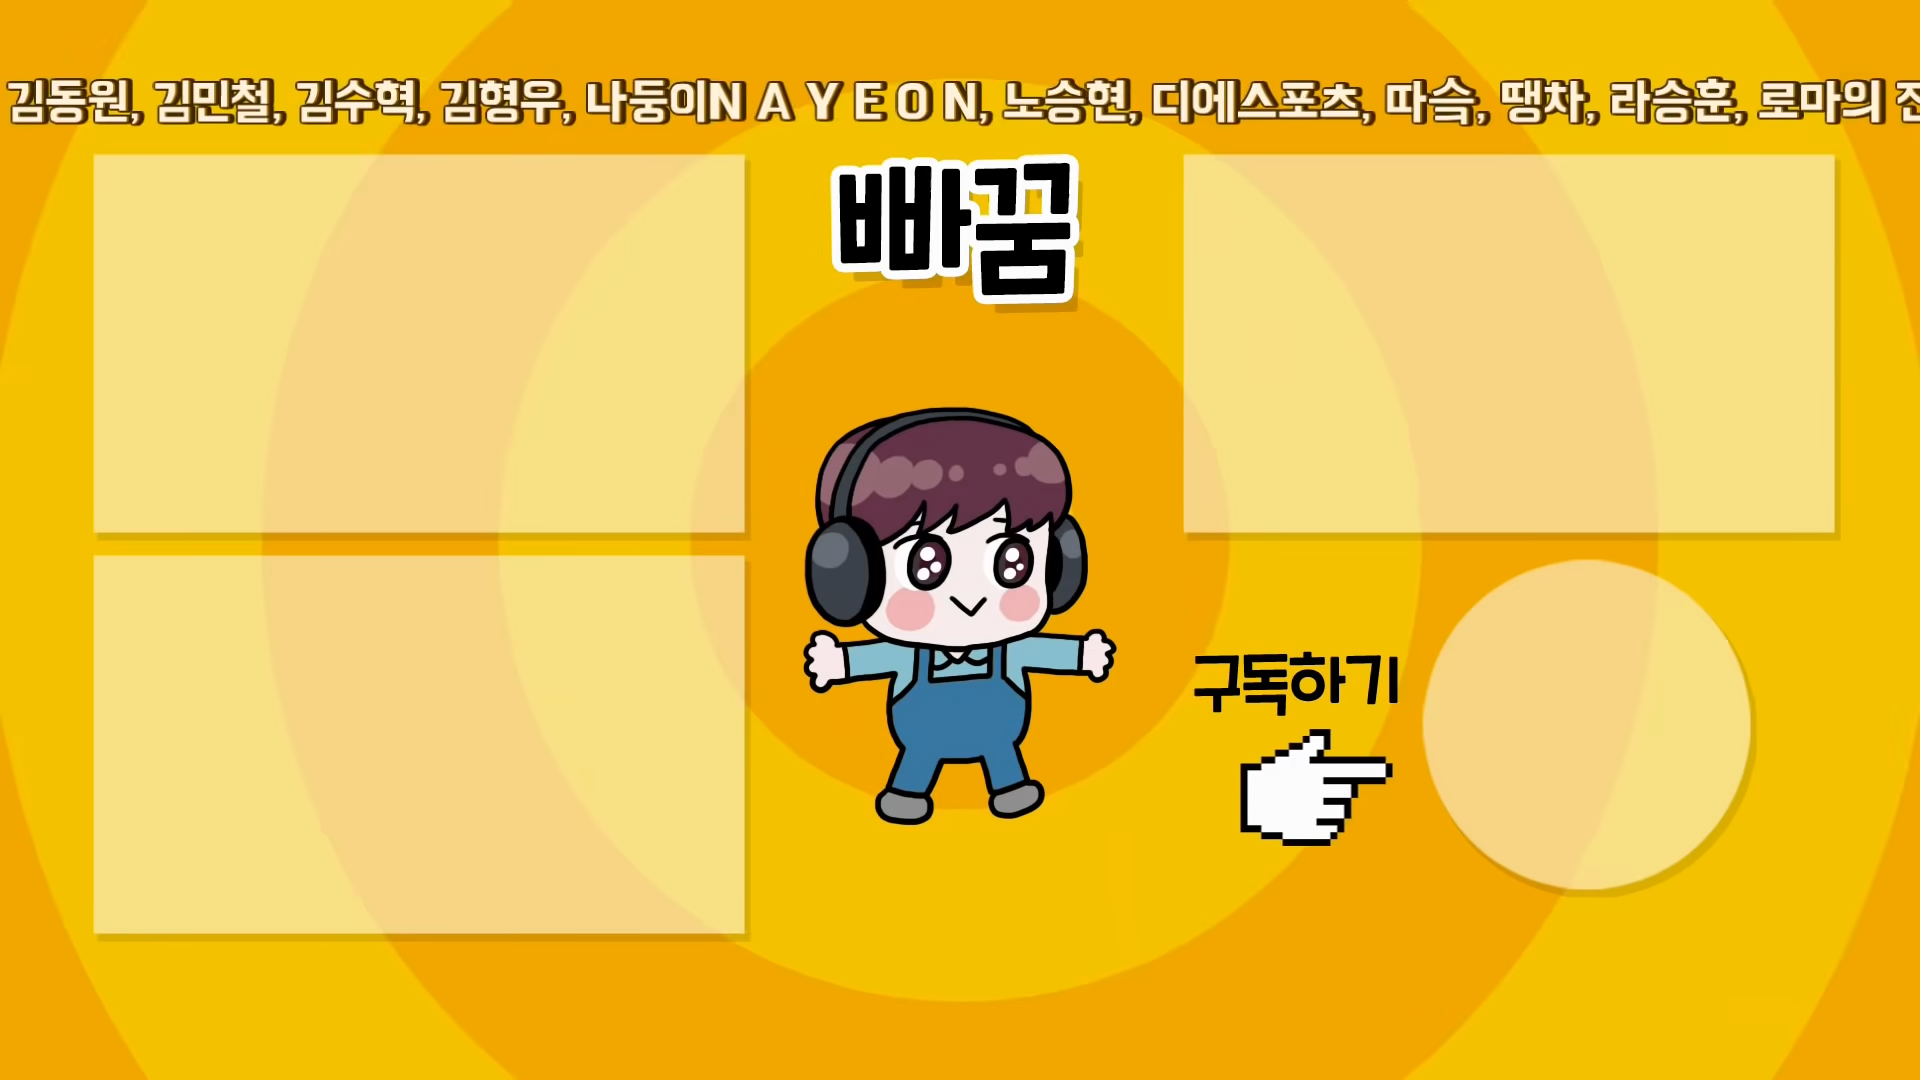 김동원, 김민철, 김수혁, 김형우, 나둥이N A Y E O N, 노승현, 디에스포츠, 따슼, 땡차, 라승훈, 로마의
빠꿈
구독하기